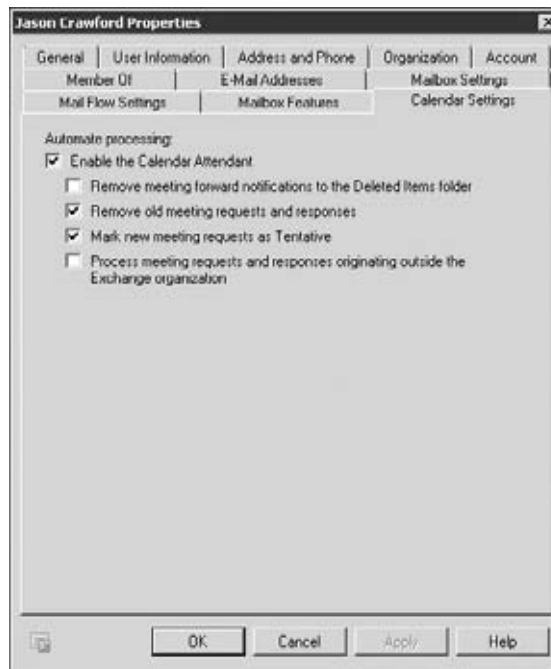 Jason Crawford Properties
General User Information Address and Phone Organization Account
Member Of E-Mail Addresses Mailbox Settings
Mail Flow Settings Mailbox Features Calendar Settings
Automate processing:
Enable the Calendar Attendant
Remove meeting forward notifications to the Deleted Items folder
Remove old meeting requests and responses
Mark new meeting requests as Tentative
Process meeting requests and responses originating outside the
Exchange organization
OK Cancel Apply Help